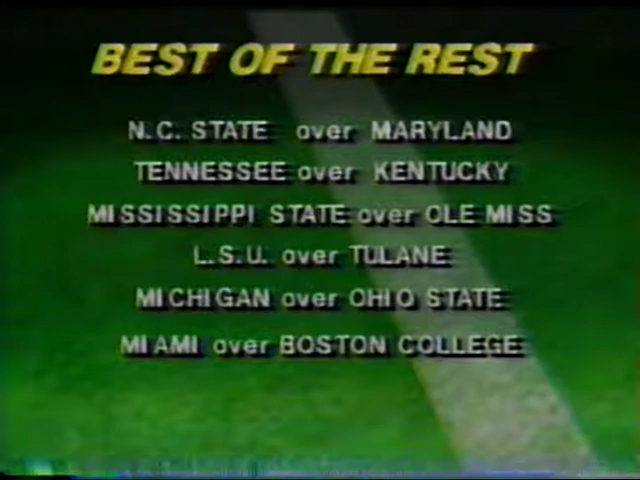 BEST OF THE REST
N.C. STATE over MARYLAND
TENNESSEE over KENTUCKY
MISSISSIPPI STATE over OLE MISS
L.S.U. over TULANE
MICHIGAN over OHIO STATE
MIAMI over BOSTON COLLEGE